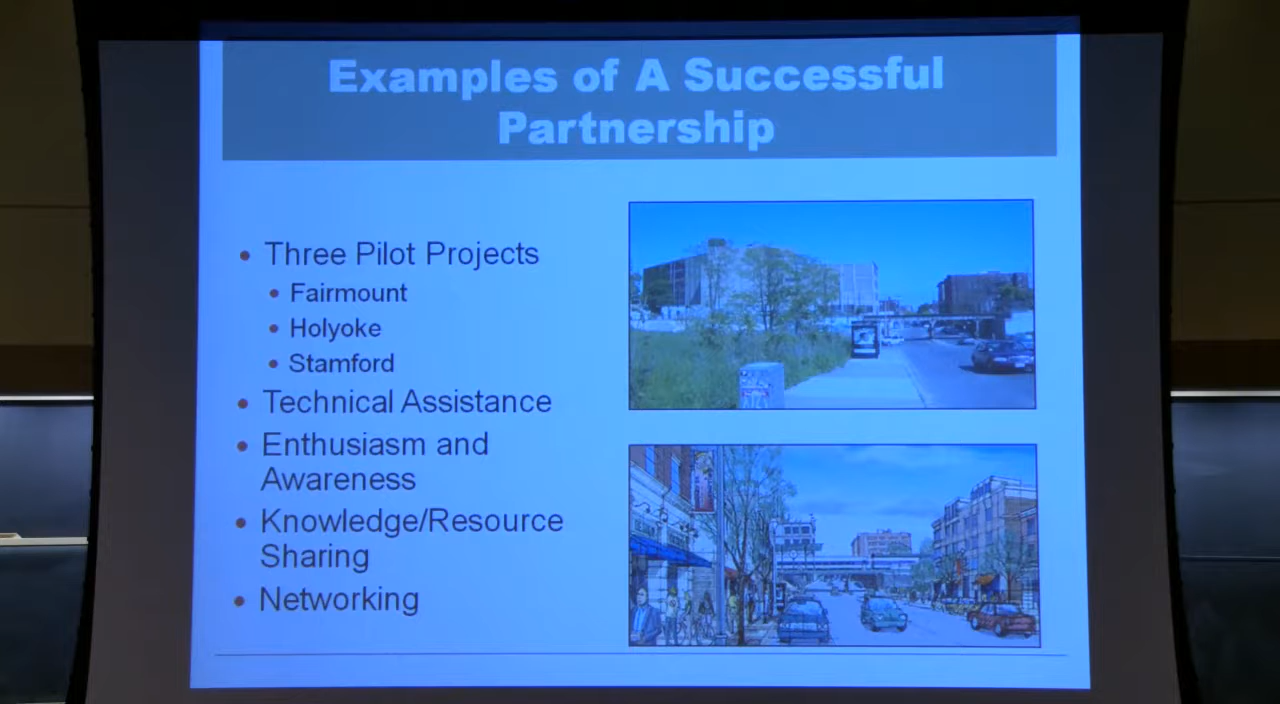 Examples of A Successful
Partnership
Three Pilot Projects
Fairmount
Holyoke
Stamford
Technical Assistance
Enthusiasm and
Awareness
Knowledge/Resource
Sharing
Networking